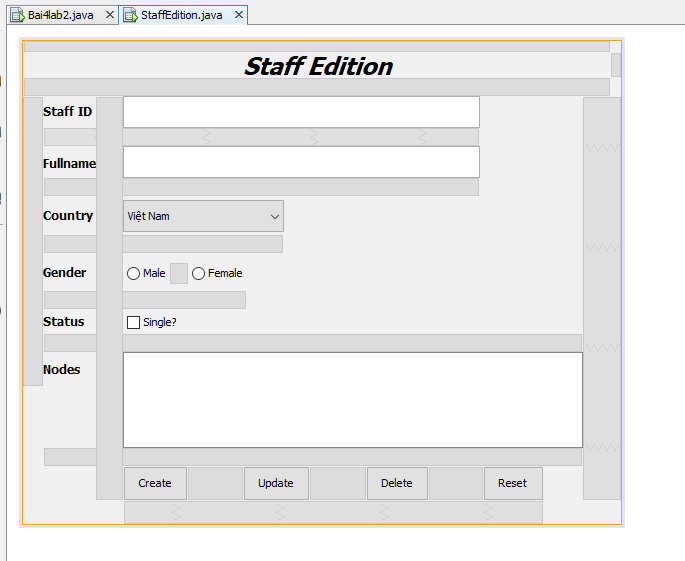 Bai4lab2.java StaffEdition.java
Staff Edition
Staff ID
Fullname
Country Việt Nam
Gender Male Female
Status Single?
Nodes
Create Update Delete Reset